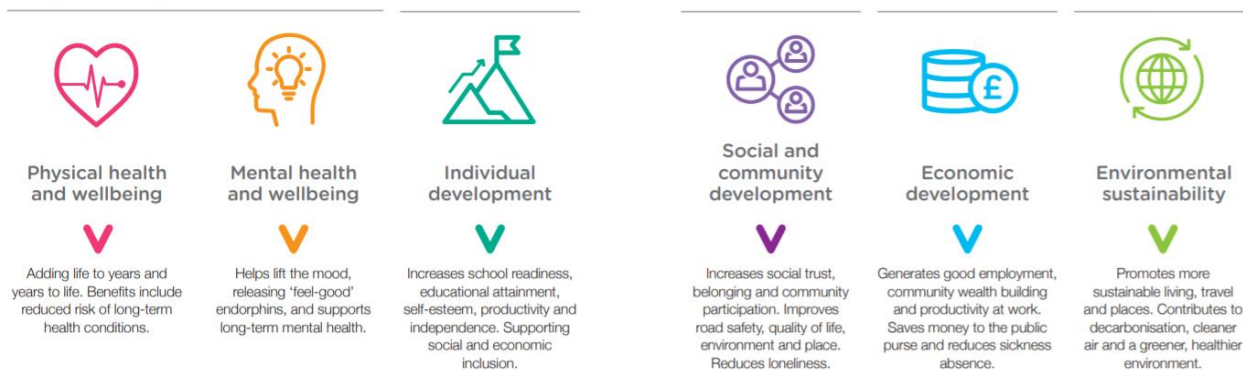 Physical health
and wellbeing
Adding life to years and
years to life. Benefits include
reduced risk of long-term
health conditions.
Mental health
and wellbeing
Helps lift the mood,
releasing ‘feel-good’
endorphins, and supports
long-term mental health.
Individual
development
Increases school readiness,
educational attainment,
self-esteem, productivity and
independence. Supporting
social and economic
inclusion.
Social and
community
development
Increases social trust,
belonging and community
participation. Improves
road safety, quality of life,
environment and place.
Reduces loneliness.
£
Economic
development
Generates good employment,
community wealth building
and productivity at work.
Saves money to the public
purse and reduces sickness
absence.
Environmental
sustainability
Promotes more
sustainable living, travel
and places. Contributes to
decarbonisation, cleaner
air and a greener, healthier
environment.